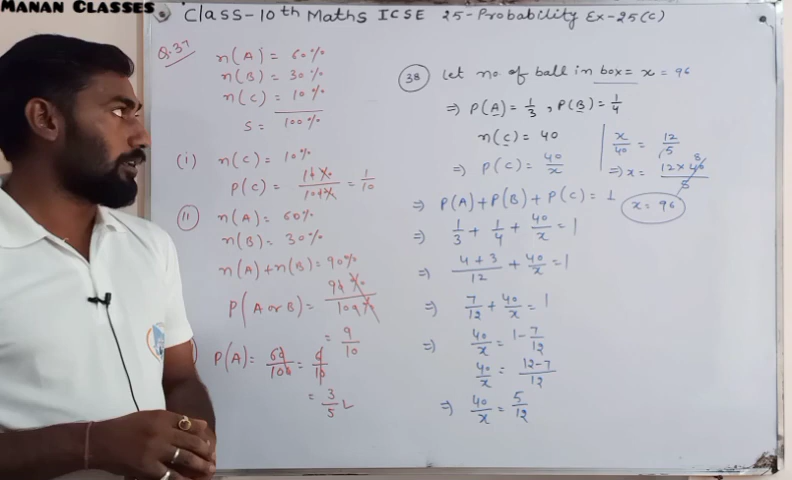 MANAN CLASSES
Class-10th Maths ICSE 25-Probability Ex-25(C)
Q.37
n(A) = 60%
n(B) = 30%
n(C) = 10%
S = 100%
(i) n(C) = 10%
P(C) = 10%/100% = 1/10
(ii) n(A) = 60%
n(B) = 30%
n(A)+n(B) = 90%
P(A or B) = 90%/100%
= 9/10
P(A) = 60/100 = 6/10
= 3/5
(38) Let no of ball in box = x = 96
⇒ P(A) = 1/3, P(B) = 1/4
n(C) = 40
⇒ P(C) = 40/x
⇒ P(A)+P(B)+P(C) = 1
⇒ 1/3 + 1/4 + 40/x = 1
⇒ (4+3)/12 + 40/x = 1
⇒ 7/12 + 40/x = 1
⇒ 40/x = 1 - 7/12
40/x = (12-7)/12
⇒ 40/x = 5/12
x/40 = 12/5
⇒ x = (12×40)/5 8
x = 96